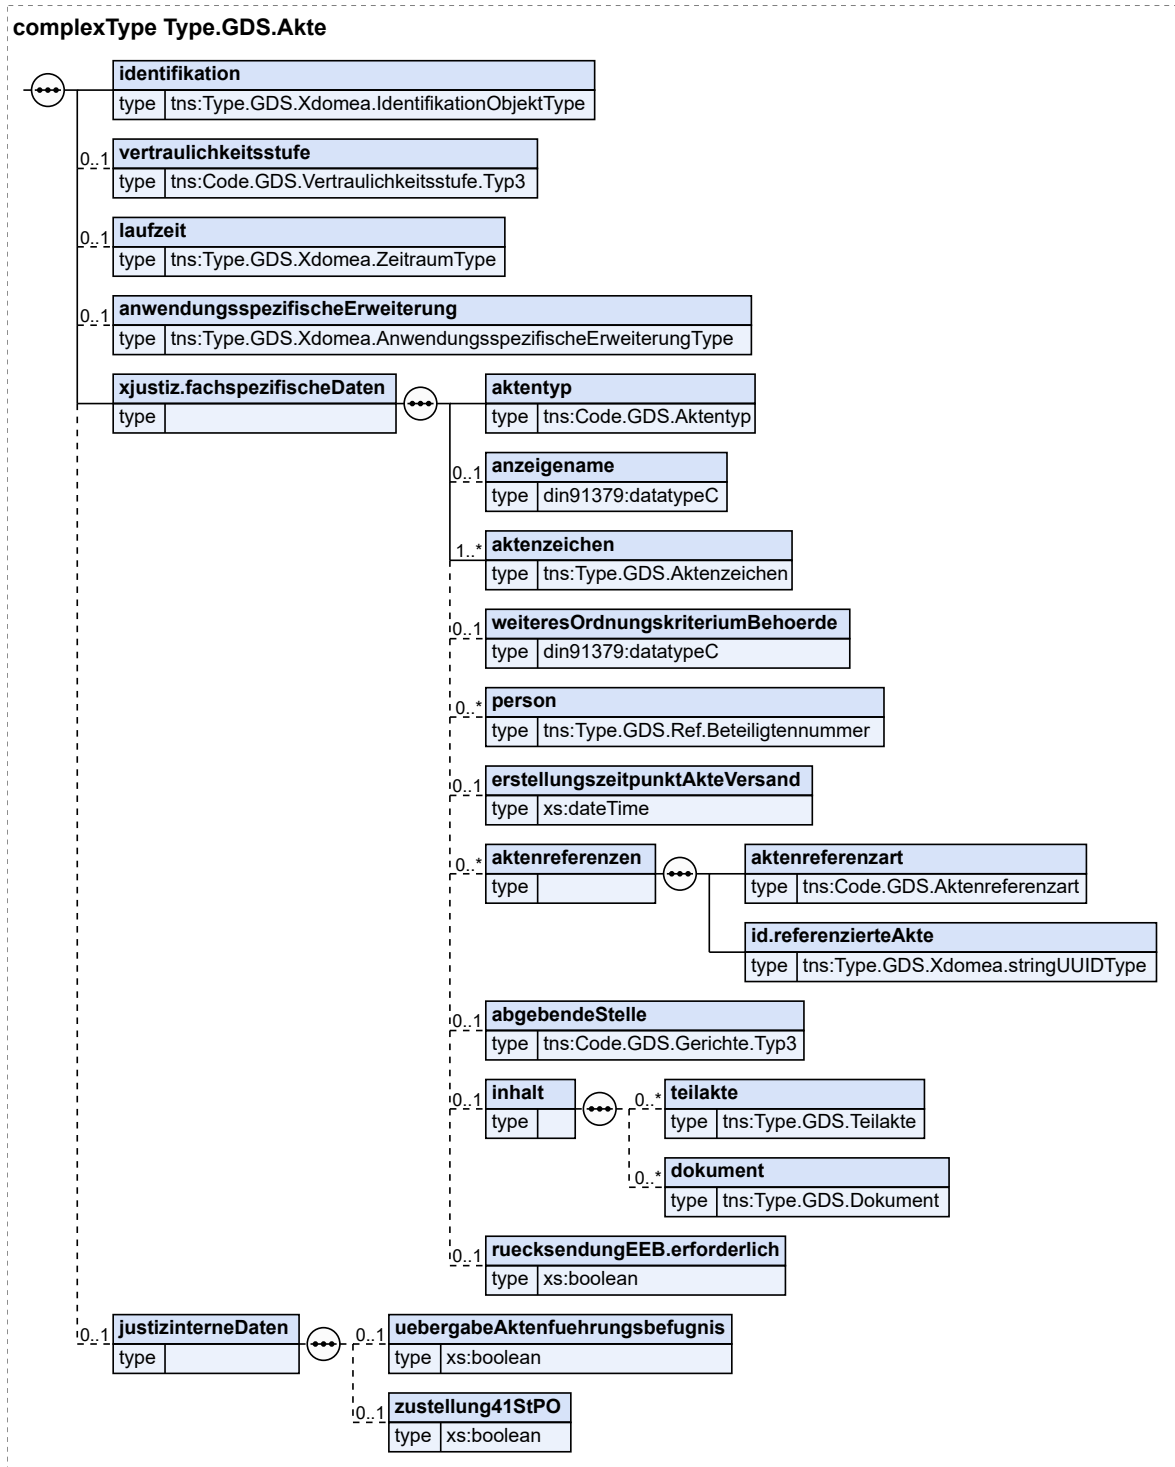 complexType Type.GDS.Akte
identifikation
type tns:Type.GDS.Xdomea.IdentifikationObjektType
0..1 vertraulichkeitsstufe
type tns:Code.GDS.Vertraulichkeitsstufe.Typ3
0..1 laufzeit
type tns:Type.GDS.Xdomea.ZeitraumType
0..1 anwendungsspezifischeErweiterung
type tns:Type.GDS.Xdomea.AnwendungsspezifischeErweiterungType
xjustiz.fachspezifischeDaten
type
aktentyp
type tns:Code.GDS.Aktentyp
0..1 anzeigename
type din91379:datatypeC
1..* aktenzeichen
type tns:Type.GDS.Aktenzeichen
0..1 weiteresOrdnungskriteriumBehoerde
type din91379:datatypeC
0..* person
type tns:Type.GDS.Ref.Beteiligtennummer
0..1 erstellungszeitpunktAkteVersand
type xs:dateTime
0..* aktenreferenzen
type
aktenreferenzart
type tns:Code.GDS.Aktenreferenzart
id.referenzierteAkte
type tns:Type.GDS.Xdomea.stringUUIDType
0..1 abgebendeStelle
type tns:Code.GDS.Gerichte.Typ3
0..1 inhalt
type
0..* teilakte
type tns:Type.GDS.Teilakte
0..* dokument
type tns:Type.GDS.Dokument
0..1 ruecksendungEEB.erforderlich
type xs:boolean
0..1 justizinterneDaten
type
0..1 uebergabeAktenfuehrungsbefugnis
type xs:boolean
0..1 zustellung41StPO
type xs:boolean